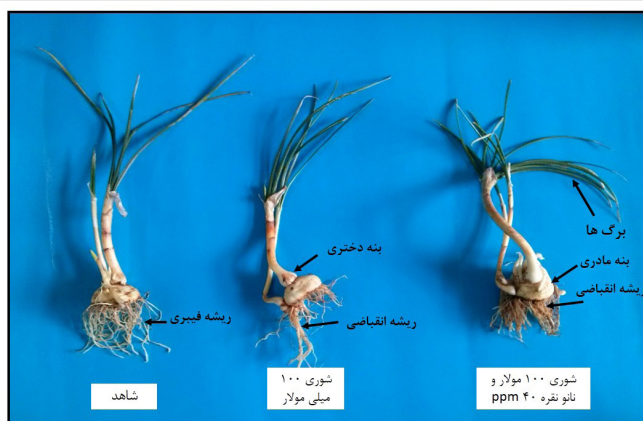 برگ ها
بنه دختری
بنه مادری
ریشه انقباضی
ریشه فیبری
ریشه انقباضی
شوری ۱۰۰ مولار و
نانو نقره ۴۰ ppm
شوری ۱۰۰
میلی مولار
شاهد